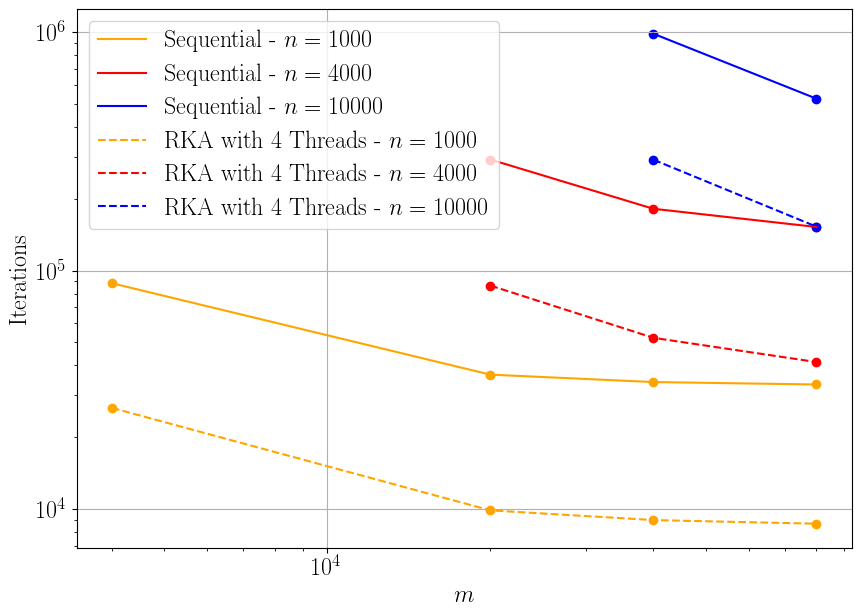 10^6
10^5
10^4
Iterations
Sequential - n = 1000
Sequential - n = 4000
Sequential - n = 10000
RKA with 4 Threads - n = 1000
RKA with 4 Threads - n = 4000
RKA with 4 Threads - n = 10000
10^4
m